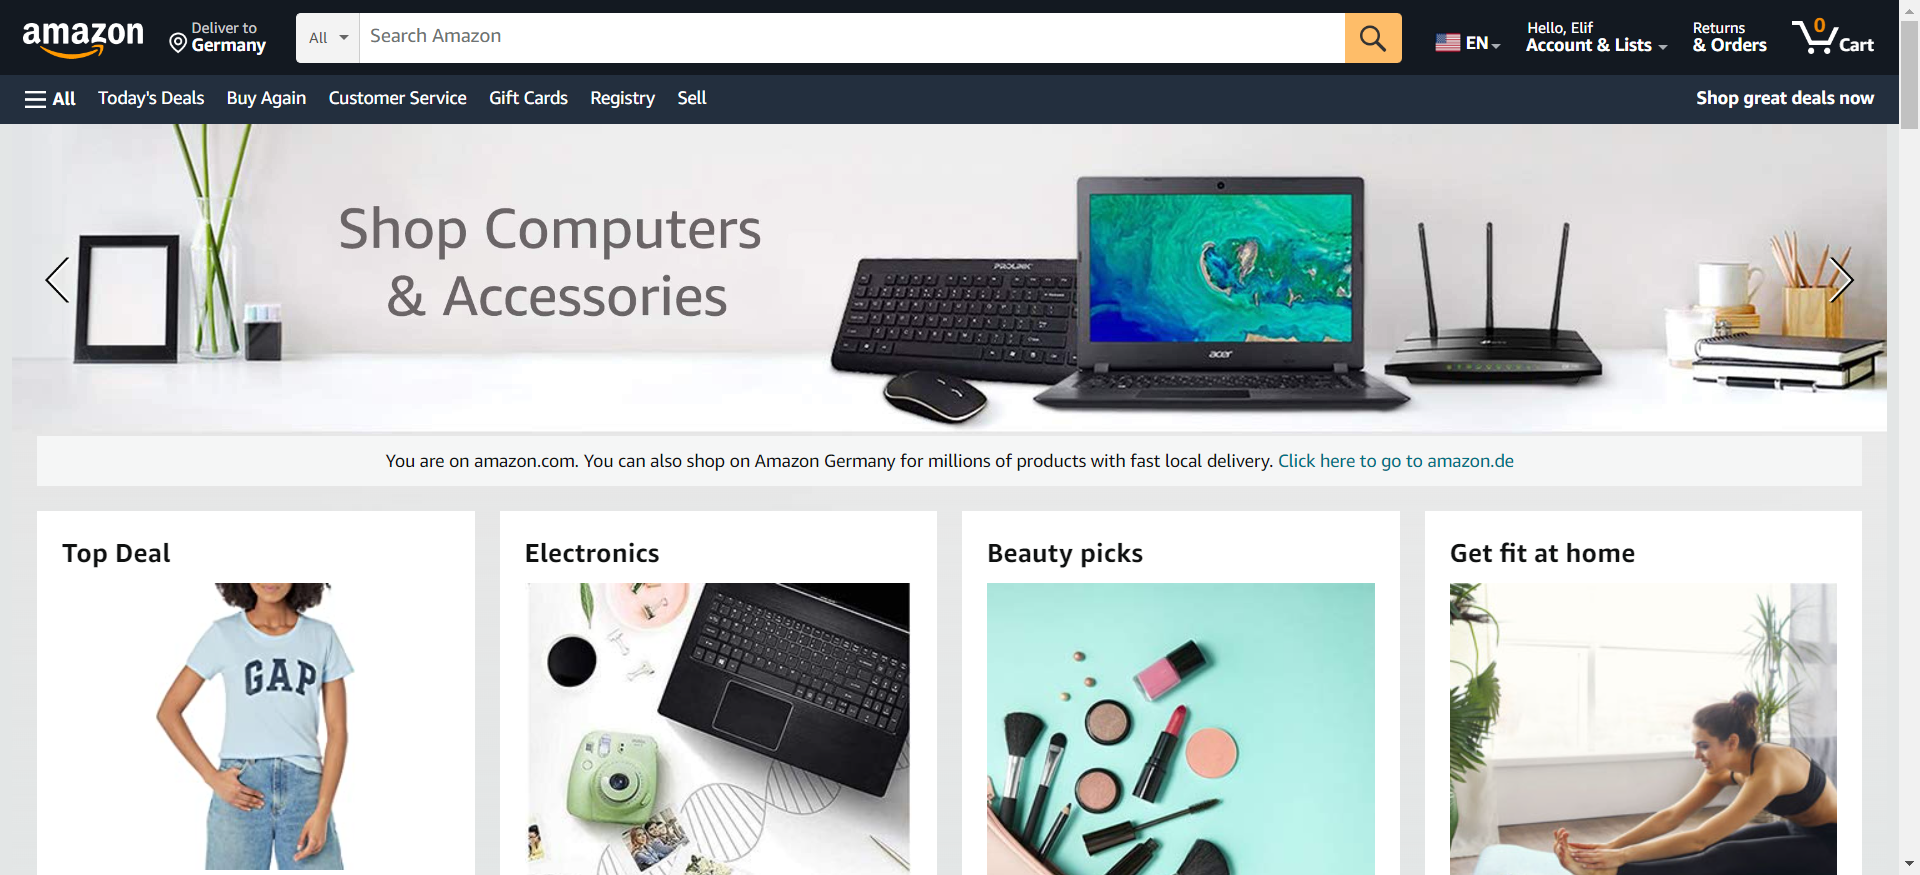 amazon
Deliver to
Germany
All
Search Amazon
EN
Hello, Elif
Account & Lists
Returns
& Orders
0
Cart
All
Today's Deals
Buy Again
Customer Service
Gift Cards
Registry
Sell
Shop great deals now
Shop Computers
& Accessories
PROLINK
acer
You are on amazon.com. You can also shop on Amazon Germany for millions of products with fast local delivery. Click here to go to amazon.de
Top Deal
Electronics
Beauty picks
Get fit at home
GAP